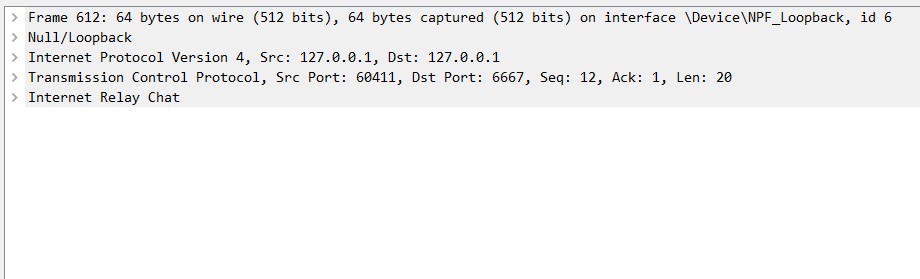 Frame 612: 64 bytes on wire (512 bits), 64 bytes captured (512 bits) on interface \Device\NPF_Loopback, id 6
Null/Loopback
Internet Protocol Version 4, Src: 127.0.0.1, Dst: 127.0.0.1
Transmission Control Protocol, Src Port: 60411, Dst Port: 6667, Seq: 12, Ack: 1, Len: 20
Internet Relay Chat